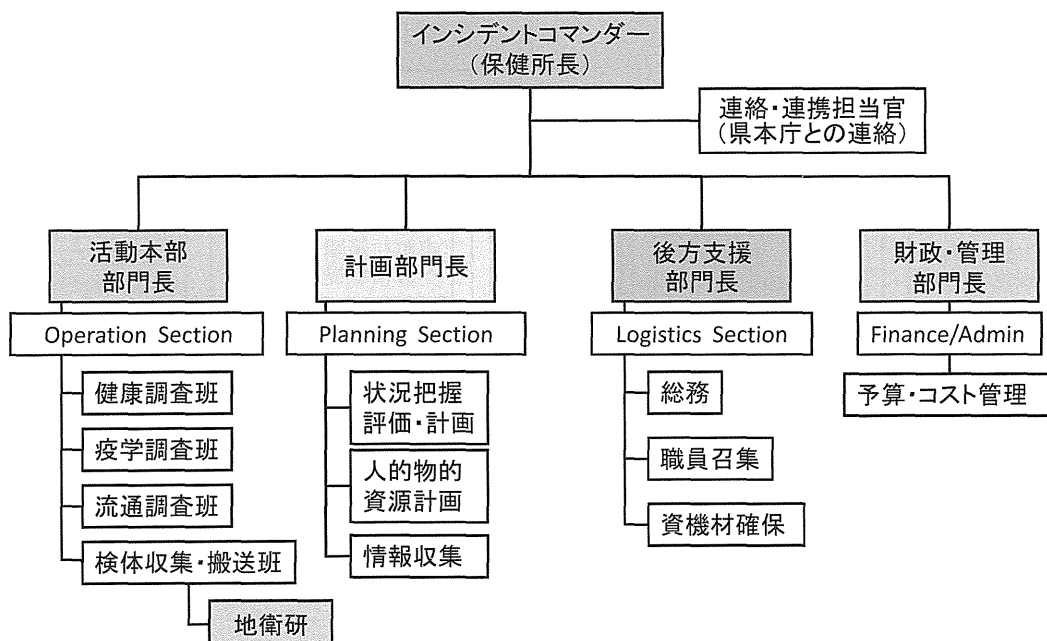 インシデントコマンダー
(保健所長)
連絡・連携担当官
(県本庁との連絡)
活動本部
部門長
Operation Section
健康調査班
疫学調査班
流通調査班
検体収集・搬送班
地衛研
計画部門長
Planning Section
状況把握
評価・計画
人的物的
資源計画
情報収集
後方支援
部門長
Logistics Section
総務
職員召集
資機材確保
財政・管理
部門長
Finance/Admin
予算・コスト管理